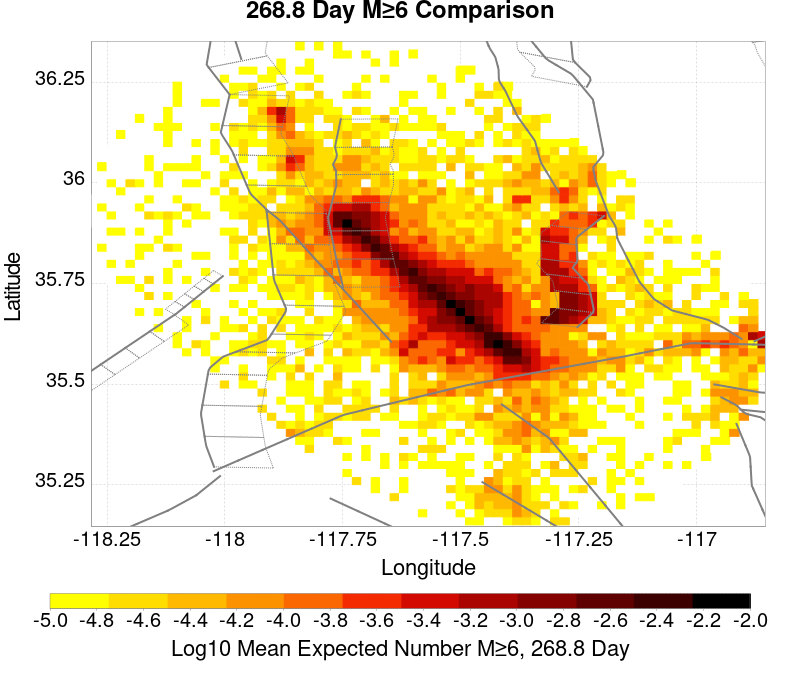 268.8 Day M≥6 Comparison
36.25
36
35.75
35.5
35.25
Latitude
-118.25 -118 -117.75 -117.5 -117.25 -117
Longitude
-5.0 -4.8 -4.6 -4.4 -4.2 -4.0 -3.8 -3.6 -3.4 -3.2 -3.0 -2.8 -2.6 -2.4 -2.2 -2.0
Log10 Mean Expected Number M≥6, 268.8 Day